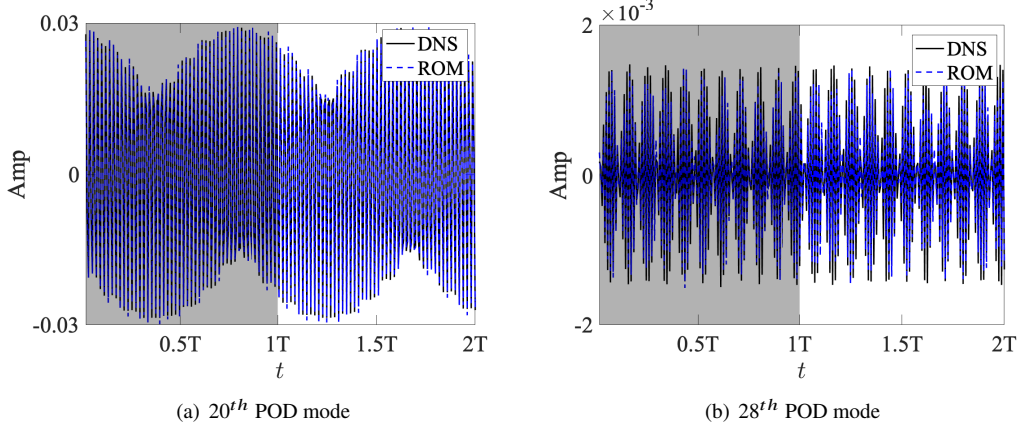 0.03
0
-0.03
Amp
DNS
ROM
0.5T
1T
1.5T
2T
t
(a) 20th POD mode
×10-3
2
0
-2
Amp
DNS
ROM
0.5T
1T
1.5T
2T
t
(b) 28th POD mode